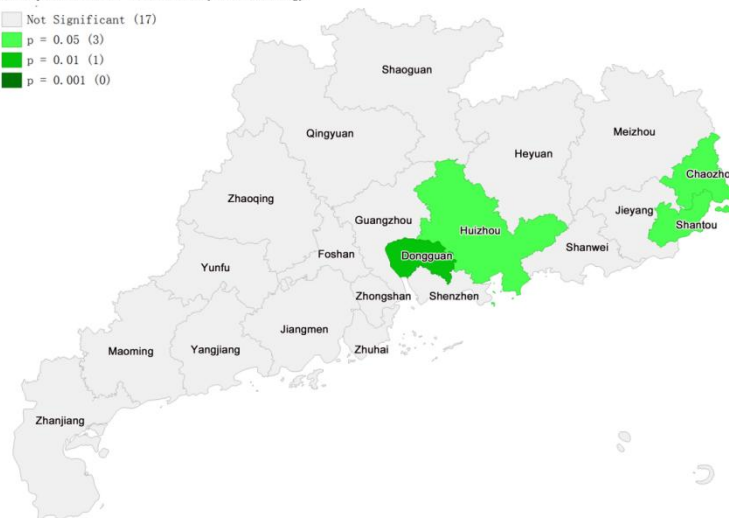 Not Significant (17)
p = 0.05 (3)
p = 0.01 (1)
p = 0.001 (0)
Shaoguan
Qingyuan
Meizhou
Heyuan
Chaozho
Zhaoqing
Jieyang
Guangzhou
Shantou
Huizhou
Shanwei
Foshan
Dongguan
Yunfu
Zhongshan
Shenzhen
Jiangmen
Maoming
Yangjiang
Zhuhai
Zhanjiang